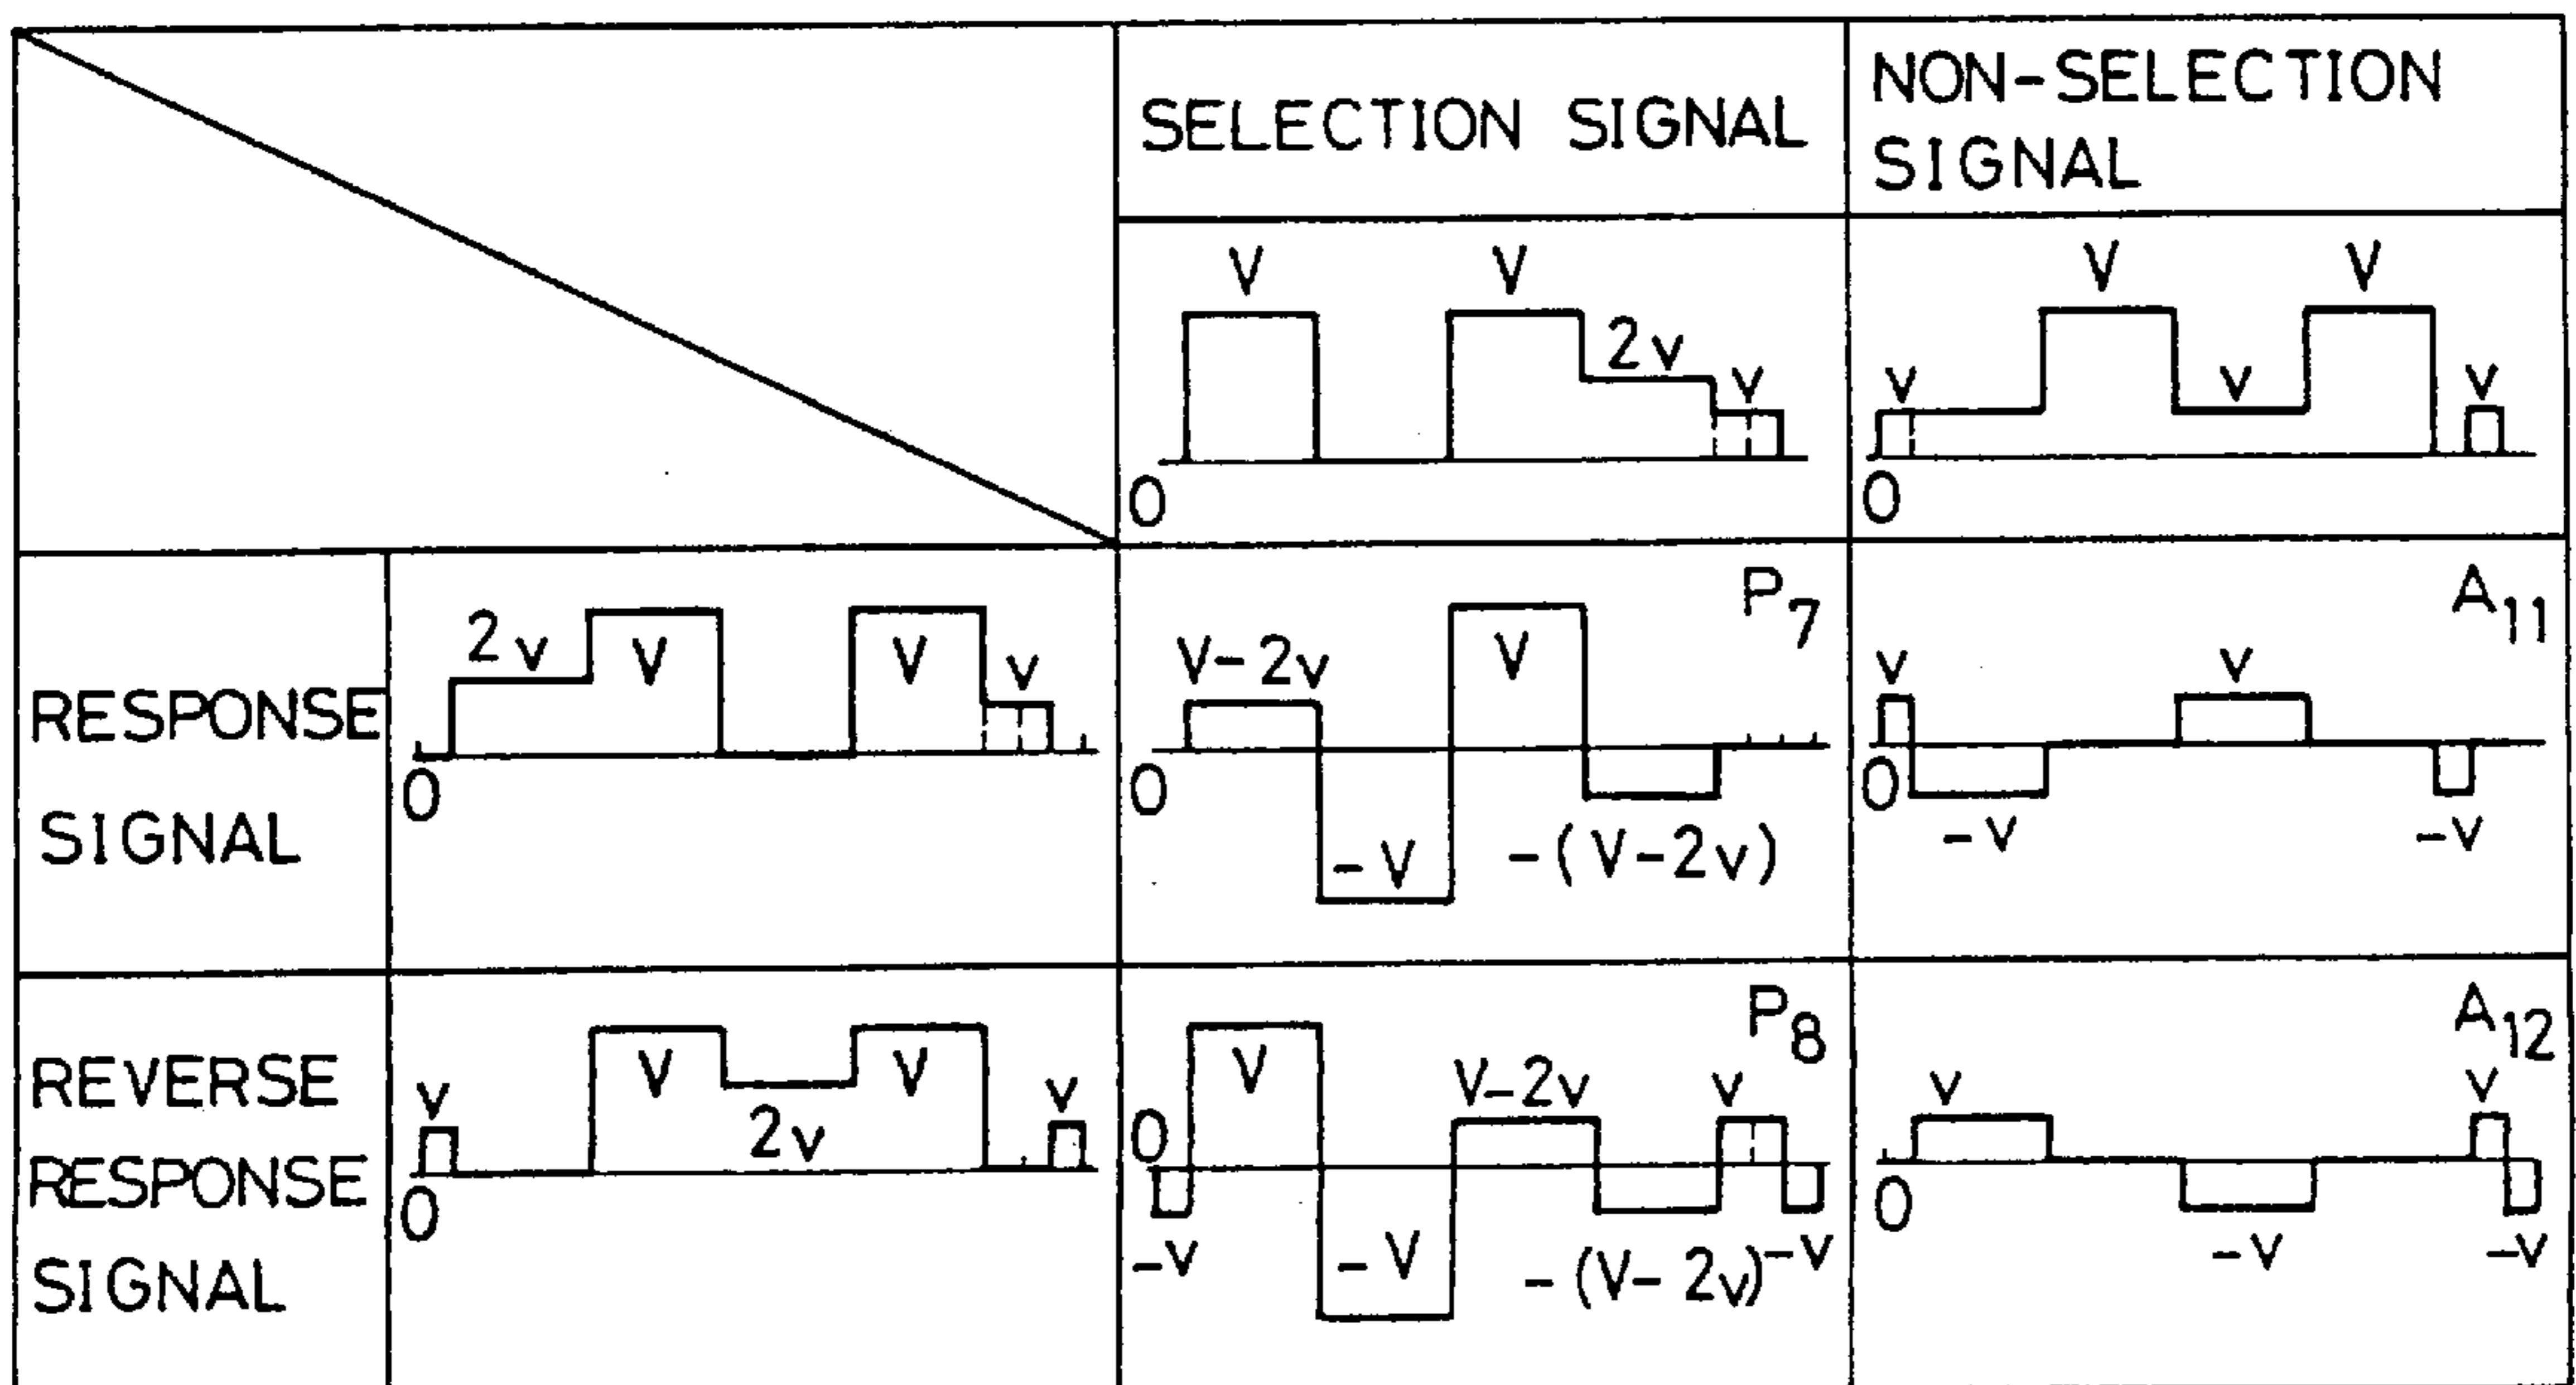 SELECTION SIGNAL
NON-SELECTION
SIGNAL
V V 2v v
0
v V v V v
0
RESPONSE
SIGNAL
2v V V v
0
P7
V-2v V
0
-V -(V-2v)
A11
v v
0
-v -v
REVERSE
RESPONSE
SIGNAL
v V V v
2v
0
P8
V V-2v v
0
-v -V -(V-2v) -v
A12
v v
0
-v -v